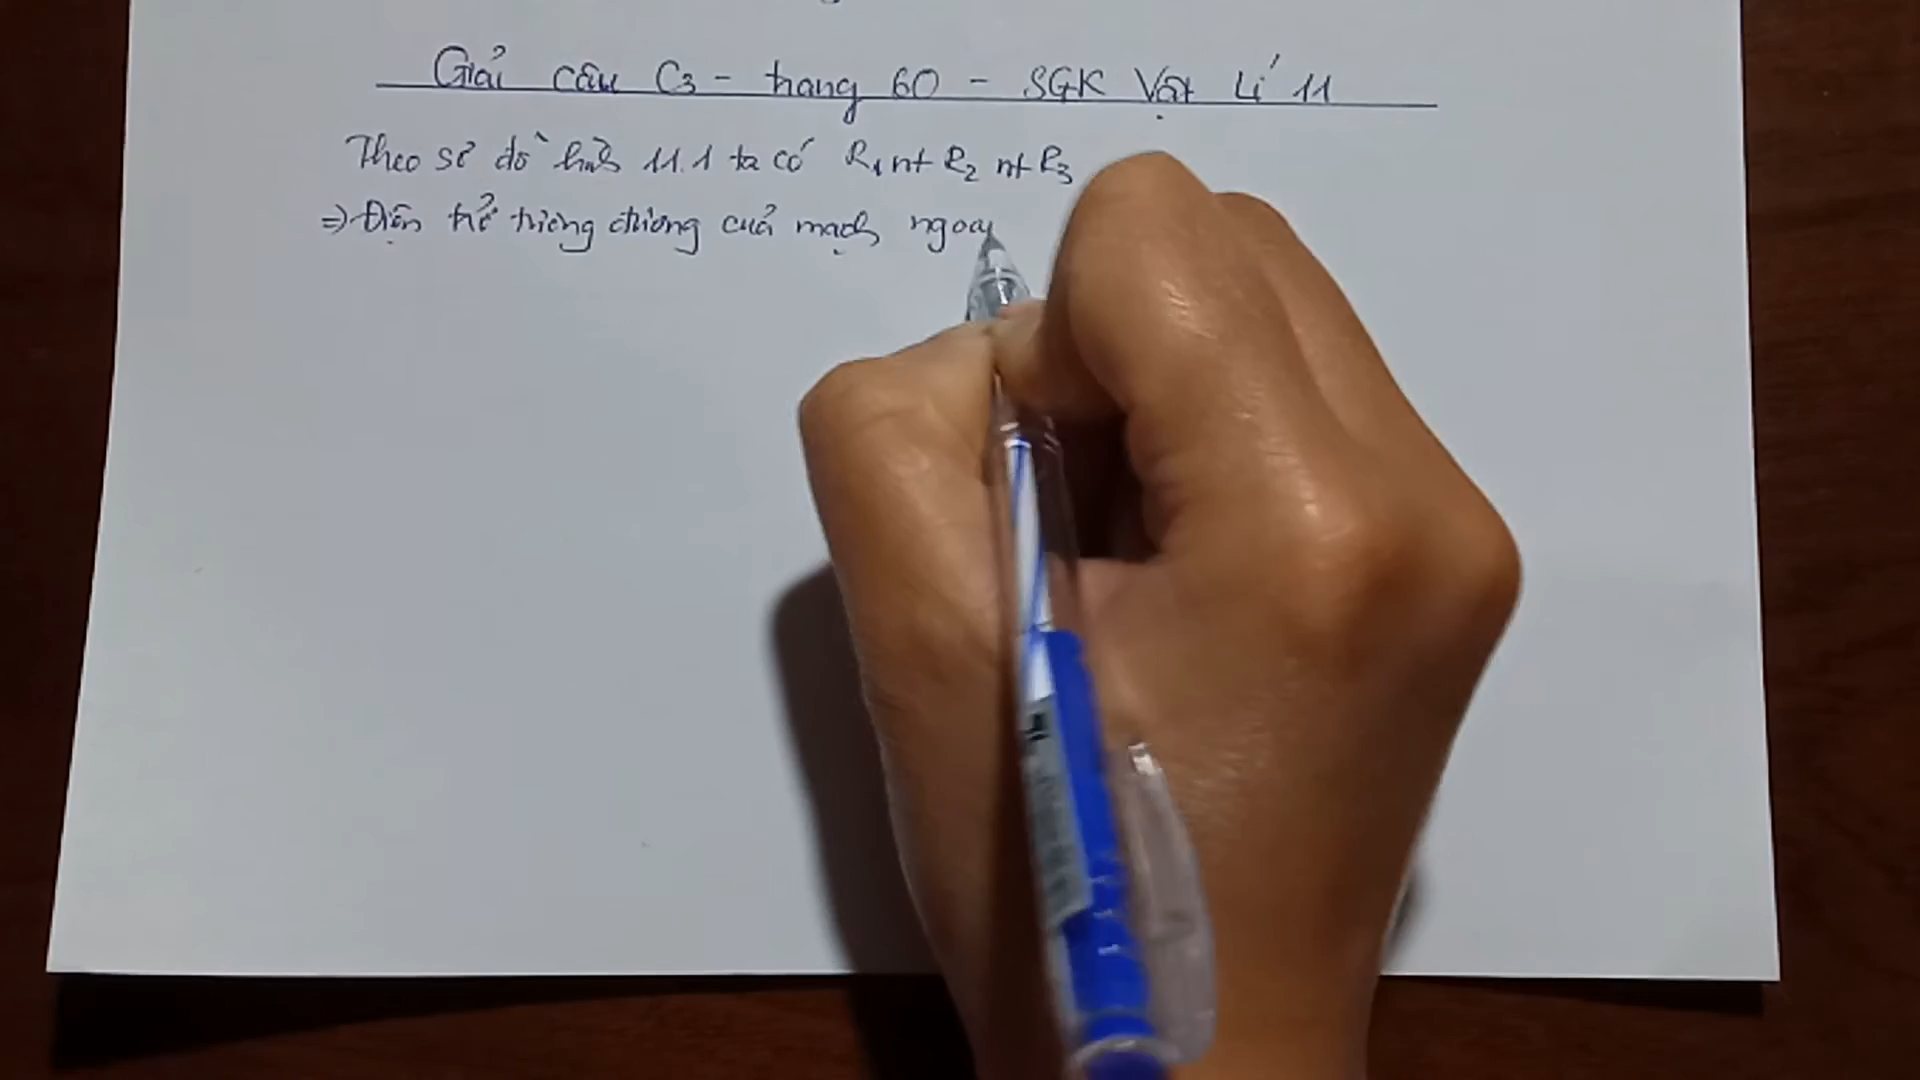 Giải câu C3 - trang 60 - SGK Vật Lí 11
Theo sơ đồ hình 11.1 ta có R1 nt R2 nt R3
=> Điện trở tương đương của mạch ngoài